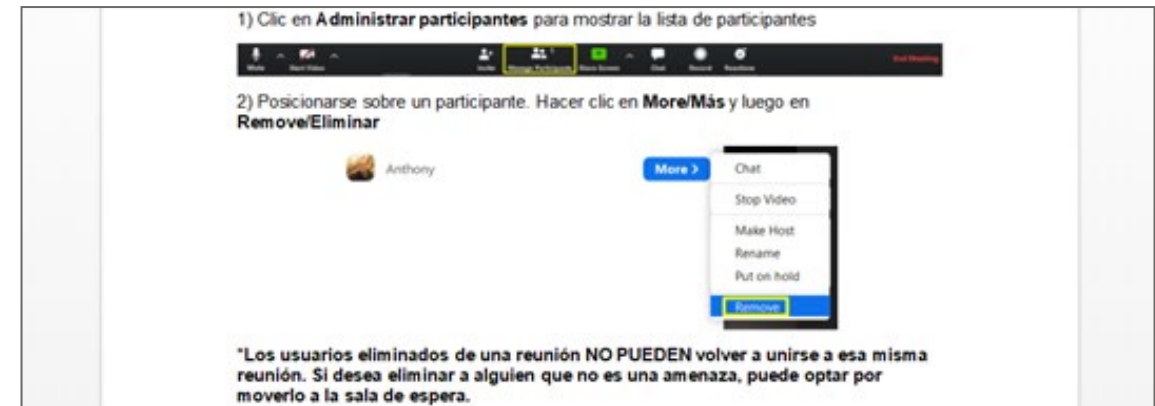 1) Clic en Administrar participantes para mostrar la lista de participantes
Mute Start Video Invite Manage Participants Share Screen Chat Record Reactions End Meeting
2) Posicionarse sobre un participante. Hacer clic en More/Más y luego en
Remove/Eliminar
Anthony
More >
Chat
Stop Video
Make Host
Rename
Put on hold
Remove
*Los usuarios eliminados de una reunión NO PUEDEN volver a unirse a esa misma
reunión. Si desea eliminar a alguien que no es una amenaza, puede optar por
moverlo a la sala de espera.